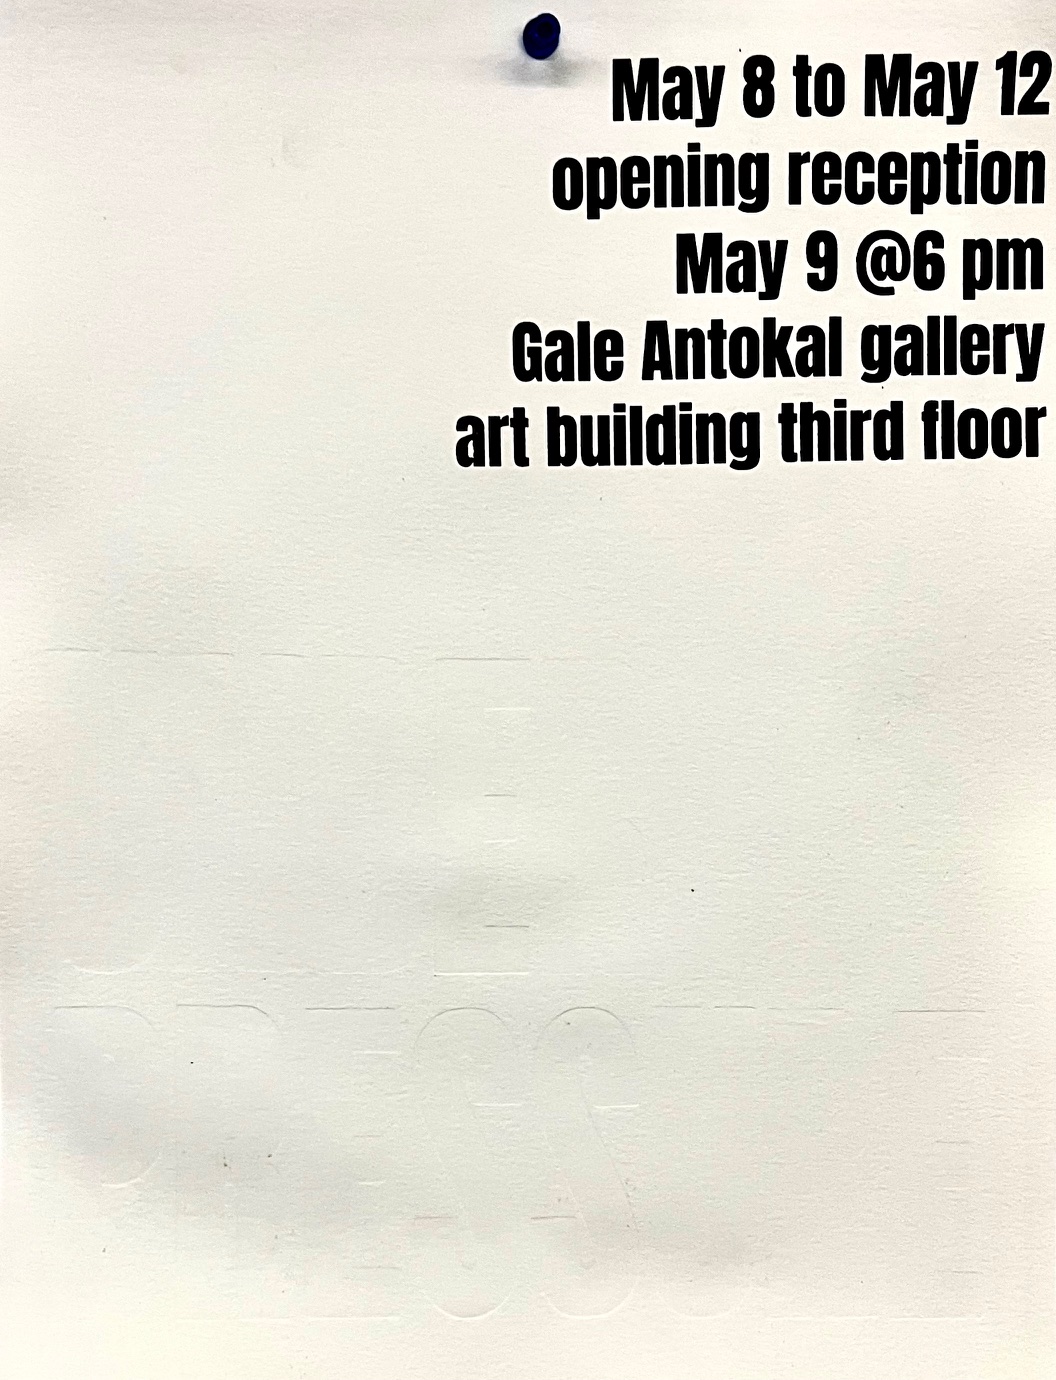 May 8 to May 12
opening reception
May 9 @6 pm
Gale Antokal gallery
art building third floor